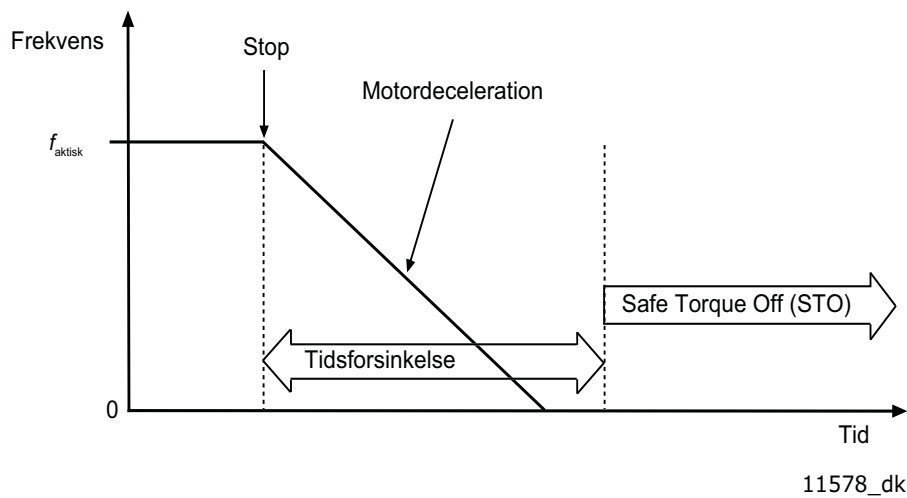 Frekvens
Stop
Motordeceleration
faktisk
Safe Torque Off (STO)
Tidsforsinkelse
0
Tid
11578_dk